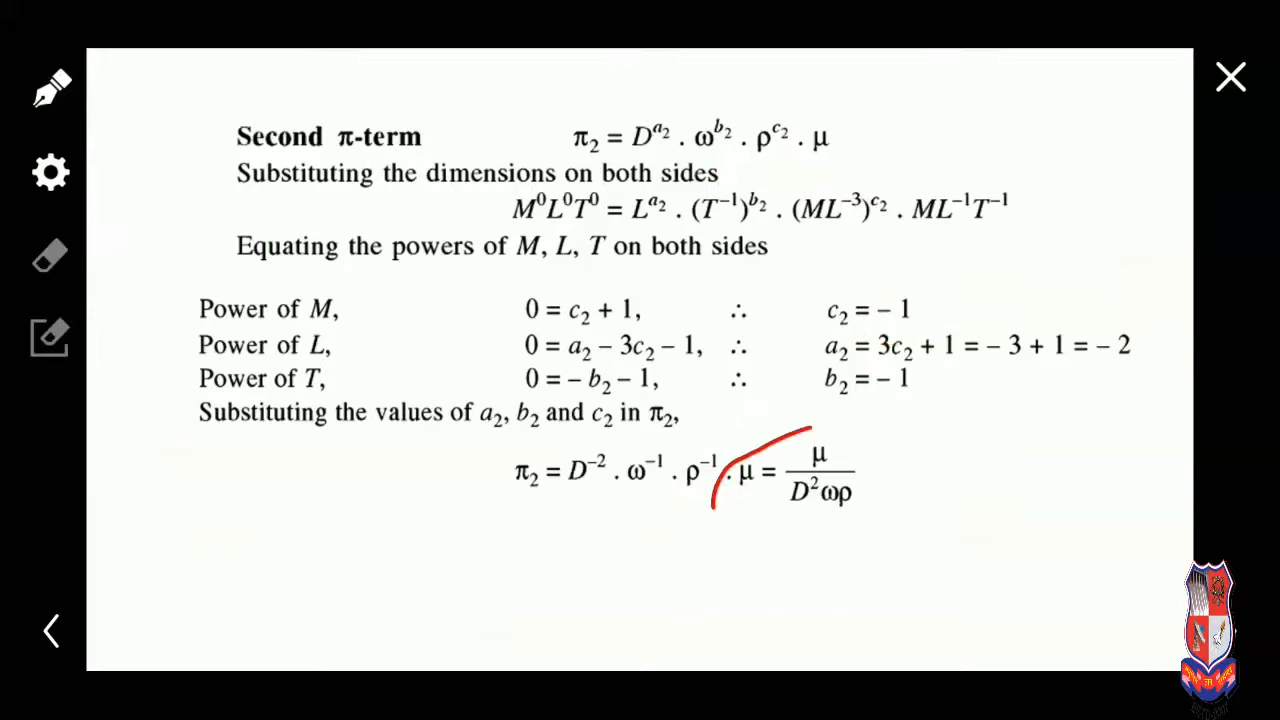 Second π-term π₂ = D^a₂ . ω^b₂ . ρ^c₂ . μ
Substituting the dimensions on both sides
M⁰L⁰T⁰ = L^a₂ . (T⁻¹)^b₂ . (ML⁻³)^c₂ . ML⁻¹T⁻¹
Equating the powers of M, L, T on both sides
Power of M, 0 = c₂ + 1, ∴ c₂ = – 1
Power of L, 0 = a₂ – 3c₂ – 1, ∴ a₂ = 3c₂ + 1 = – 3 + 1 = – 2
Power of T, 0 = – b₂ – 1, ∴ b₂ = – 1
Substituting the values of a₂, b₂ and c₂ in π₂,
π₂ = D⁻² . ω⁻¹ . ρ⁻¹ . μ = μ / D²ωρ